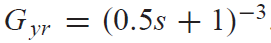 G_yr = (0.5s + 1)^−3